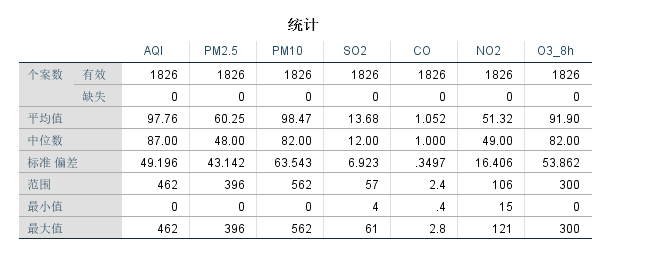 统计
AQI PM2.5 PM10 SO2 CO NO2 O3_8h
个案数 有效 1826 1826 1826 1826 1826 1826 1826
缺失 0 0 0 0 0 0 0
平均值 97.76 60.25 98.47 13.68 1.052 51.32 91.90
中位数 87.00 48.00 82.00 12.00 1.000 49.00 82.00
标准 偏差 49.196 43.142 63.543 6.923 .3497 16.406 53.862
范围 462 396 562 57 2.4 106 300
最小值 0 0 0 4 .4 15 0
最大值 462 396 562 61 2.8 121 300